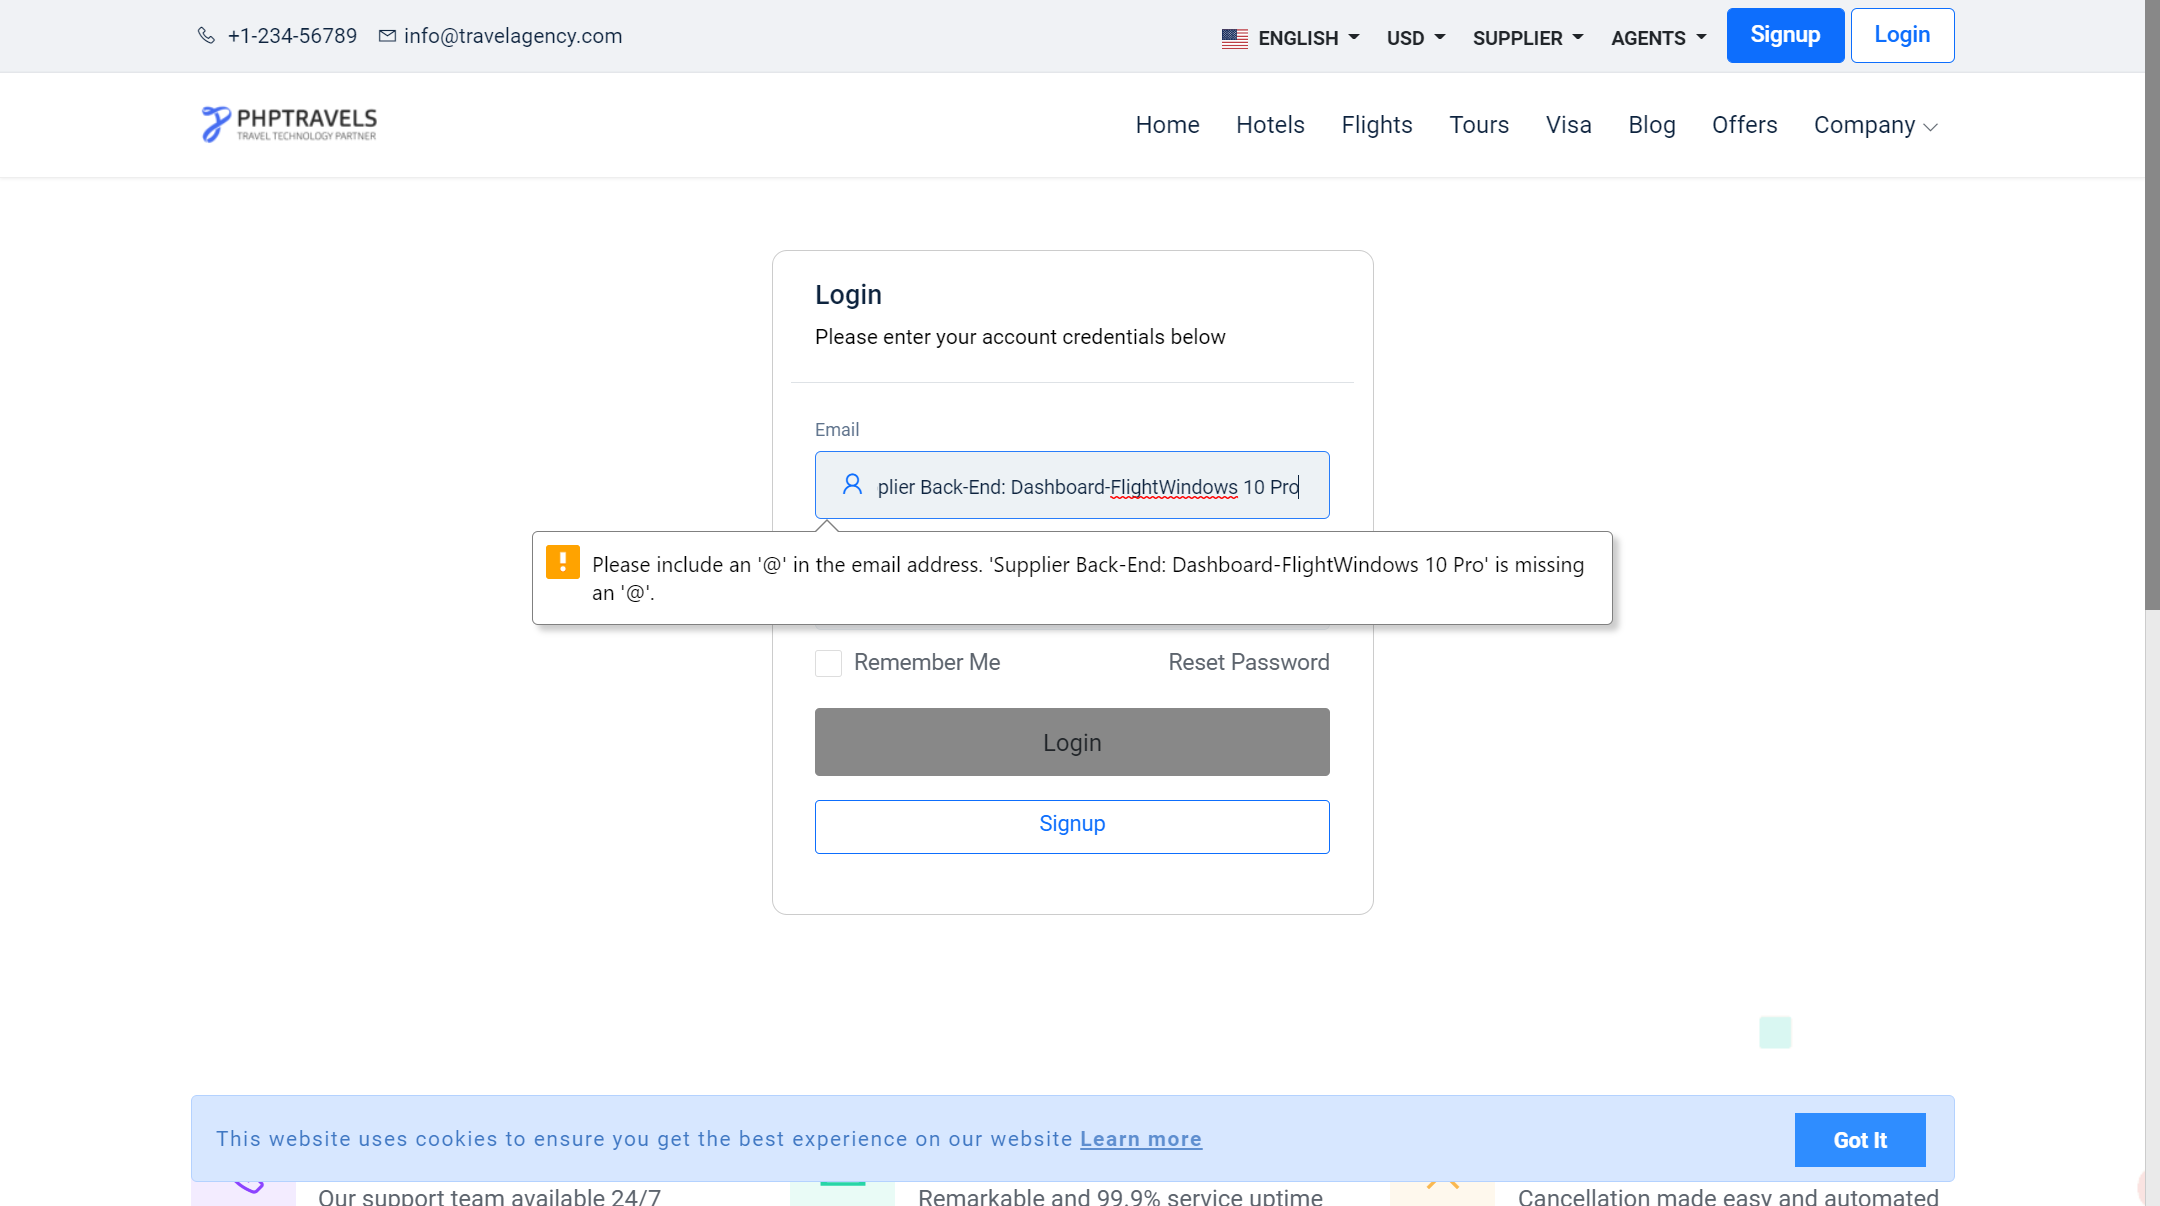 +1-234-56789 info@travelagency.com ENGLISH USD SUPPLIER AGENTS Signup Login
PHPTRAVELS
TRAVEL TECHNOLOGY PARTNER
Home Hotels Flights Tours Visa Blog Offers Company
Login
Please enter your account credentials below
Email
plier Back-End: Dashboard-FlightWindows 10 Pro
Please include an '@' in the email address. 'Supplier Back-End: Dashboard-FlightWindows 10 Pro' is missing
an '@'.
Remember Me Reset Password
Login
Signup
This website uses cookies to ensure you get the best experience on our website Learn more Got It
Our support team available 24/7 Remarkable and 99.9% service uptime Cancellation made easy and automated